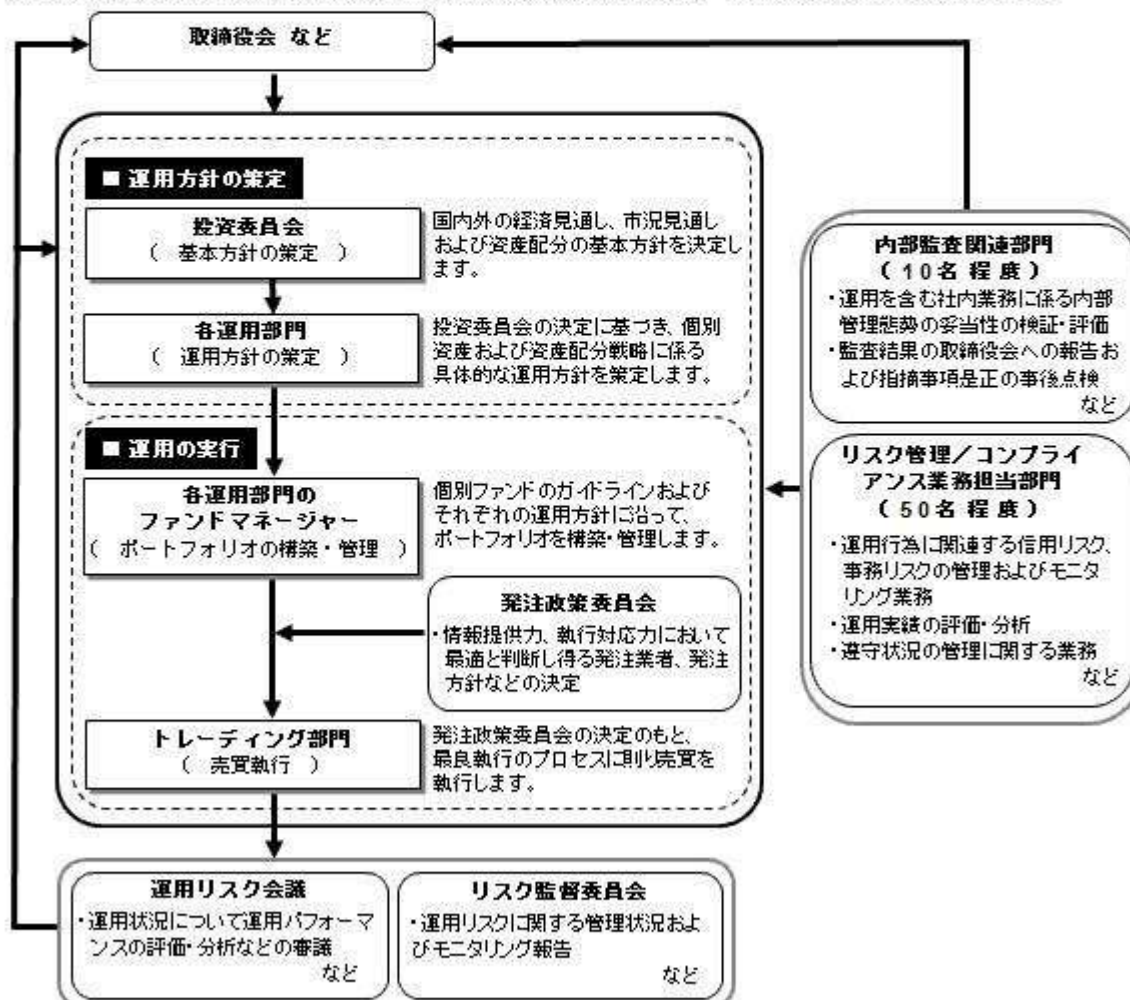 取締役会 など
■ 運用方針の策定
投資委員会
( 基本方針の策定 )
国内外の経済見通し、市況見通し
および資産配分の基本方針を決定し
ます。
各運用部門
( 運用方針の策定 )
投資委員会の決定に基づき、個別
資産および資産配分戦略に係る
具体的な運用方針を策定します。
■ 運用の実行
各運用部門の
ファンドマネージャー
( ポートフォリオの構築・管理 )
個別ファンドのガイドラインおよび
それぞれの運用方針に沿って、
ポートフォリオを構築・管理します。
発注政策委員会
・情報提供力、執行対応力において
最適と判断し得る発注業者、発注
方針などの決定
トレーディング部門
( 売買執行 )
発注政策委員会の決定のもと、
最良執行のプロセスに則り売買を
執行します。
内部監査関連部門
( 10名 程 度 )
・運用を含む社内業務に係る内部
管理態勢の妥当性の検証・評価
・監査結果の取締役会への報告お
よび指摘事項是正の事後点検
など
リスク管理/コンプライ
アンス業務担当部門
( 50名 程 度 )
・運用行為に関連する信用リスク、
事務リスクの管理およびモニタ
リング業務
・運用実績の評価・分析
・遵守状況の管理に関する業務
など
運用リスク会議
・運用状況について運用パフォーマ
ンスの評価・分析などの審議
など
リスク監督委員会
・運用リスクに関する管理状況およ
びモニタリング報告
など